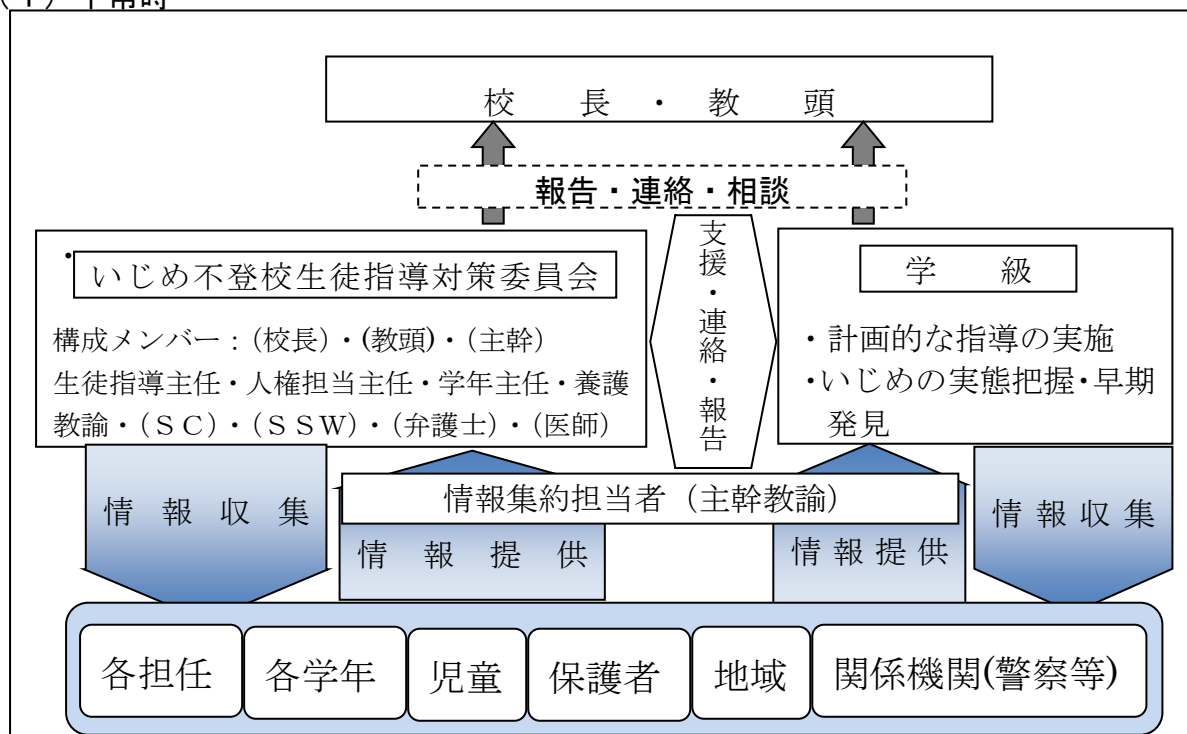 校長・教頭
報告・連絡・相談
支援・連絡・報告
・
いじめ不登校生徒指導対策委員会
構成メンバー：(校長)・(教頭)・(主幹)
生徒指導主任・人権担当主任・学年主任・養護
教諭・(ＳＣ)・(ＳＳＷ)・(弁護士)・(医師)
学級
・計画的な指導の実施
・いじめの実態把握・早期
発見
情報収集
情報提供
情報集約担当者（主幹教諭）
情報提供
情報収集
各担任
各学年
児童
保護者
地域
関係機関(警察等)